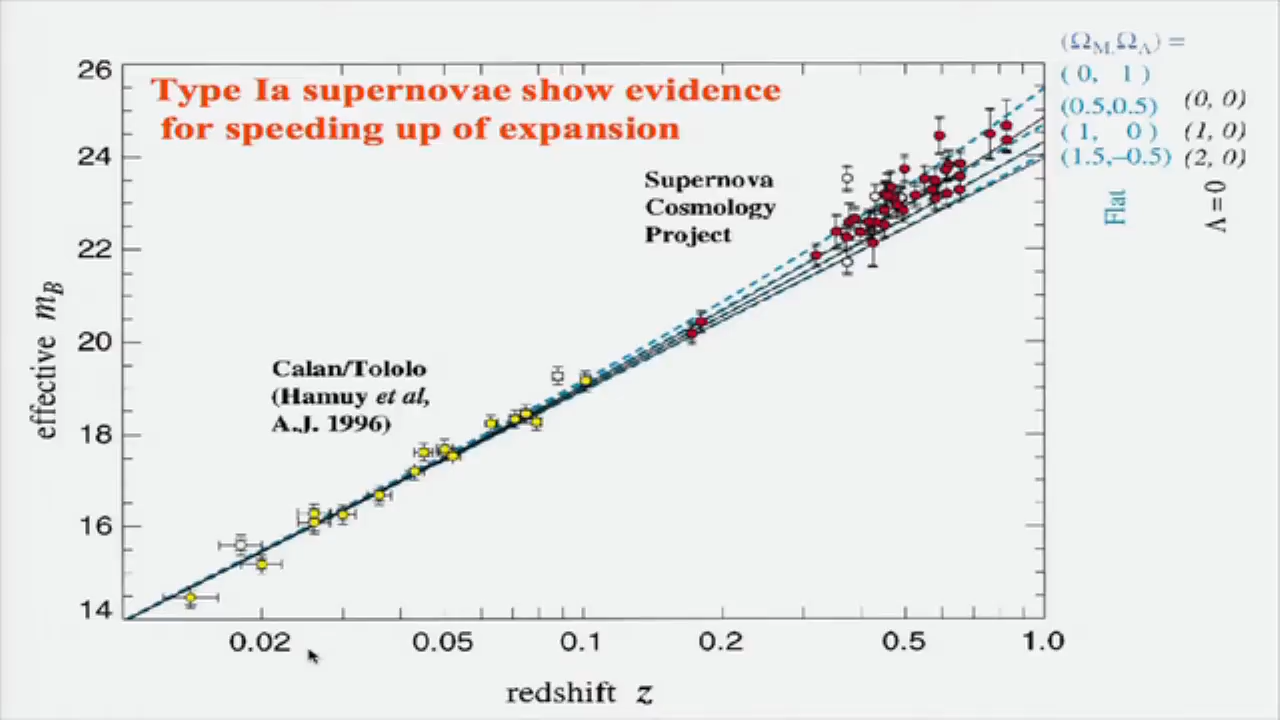 Type Ia supernovae show evidence
for speeding up of expansion
(Ω_M,Ω_Λ) =
( 0, 1 )
(0.5,0.5) (0, 0)
( 1, 0 ) (1, 0)
(1.5,–0.5) (2, 0)
Flat
Λ = 0
Supernova
Cosmology
Project
Calan/Tololo
(Hamuy et al,
A.J. 1996)
effective m_B
26
24
22
20
18
16
14
0.02 0.05 0.1 0.2 0.5 1.0
redshift z